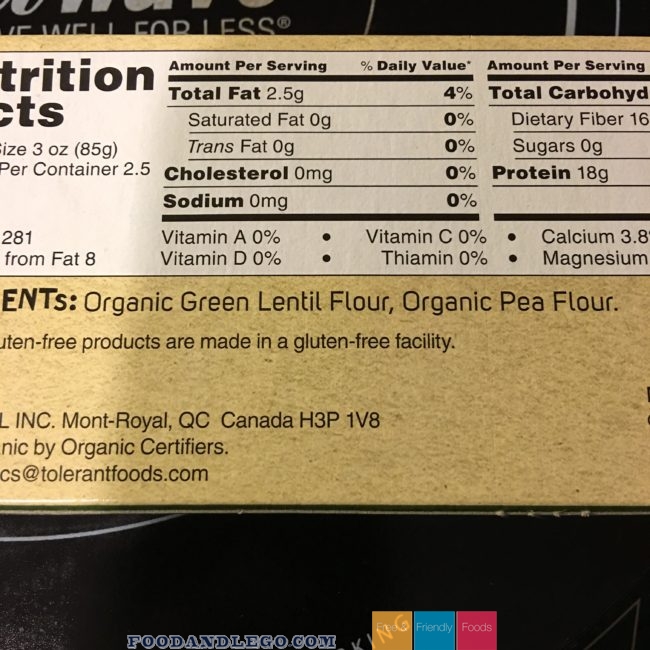 VE WELL FOR LESS®
trition
cts
Size 3 oz (85g)
Per Container 2.5
281
from Fat 8
Amount Per Serving % Daily Value*
Total Fat 2.5g 4%
Saturated Fat 0g 0%
Trans Fat 0g 0%
Cholesterol 0mg 0%
Sodium 0mg 0%
Amount Per Serving
Total Carbohyd
Dietary Fiber 16
Sugars 0g
Protein 18g
Vitamin A 0% • Vitamin C 0% • Calcium 3.8
Vitamin D 0% • Thiamin 0% • Magnesium
ENTS: Organic Green Lentil Flour, Organic Pea Flour.
uten-free products are made in a gluten-free facility.
L INC. Mont-Royal, QC Canada H3P 1V8
nic by Organic Certifiers.
cs@tolerantfoods.com
FOODANDLEGO.COM
KING
Free & Friendly Foods